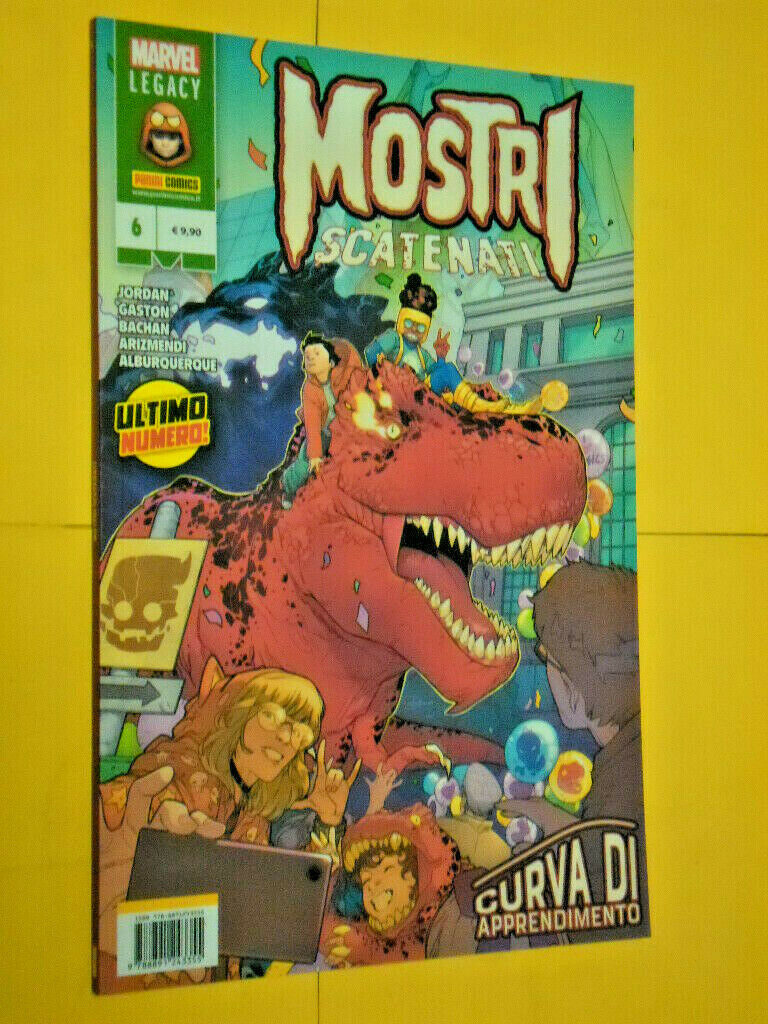 MARVEL
LEGACY
PANINI COMICS
6
€ 9,90
MOSTRI
SCATENATI
JORDAN
GASTON
BACHAN
ARIZMENDI
ALBURQUERQUE
ULTIMO
NUMERO!
CURVA DI
APPRENDIMENTO